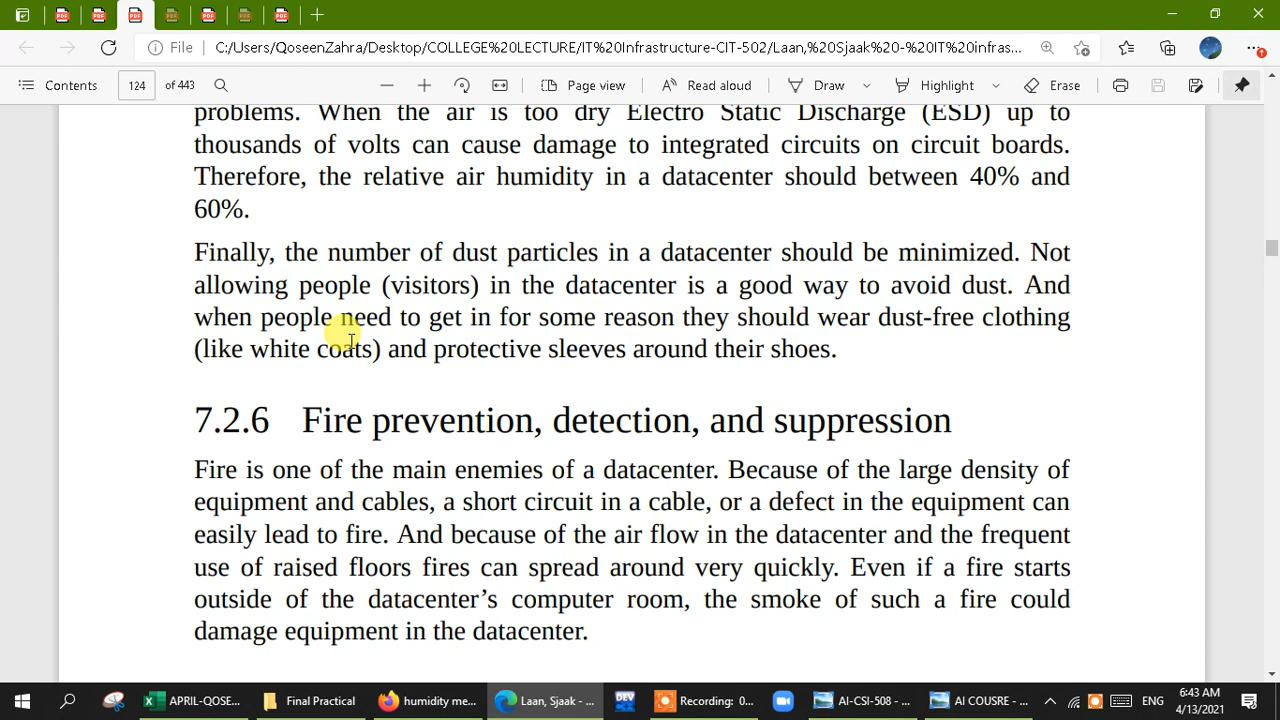 File
C:/Users/QoseenZahra/Desktop/COLLEGE%20LECTURE/IT%20Infrastructure-CIT-502/Laan,%20Sjaak%20-%20IT%20infras...
Contents
124
of 443
Page view
Read aloud
Draw
Highlight
Erase
problems. When the air is too dry Electro Static Discharge (ESD) up to
thousands of volts can cause damage to integrated circuits on circuit boards.
Therefore, the relative air humidity in a datacenter should between 40% and
60%.
Finally, the number of dust particles in a datacenter should be minimized. Not
allowing people (visitors) in the datacenter is a good way to avoid dust. And
when people need to get in for some reason they should wear dust-free clothing
(like white coats) and protective sleeves around their shoes.
7.2.6 Fire prevention, detection, and suppression
Fire is one of the main enemies of a datacenter. Because of the large density of
equipment and cables, a short circuit in a cable, or a defect in the equipment can
easily lead to fire. And because of the air flow in the datacenter and the frequent
use of raised floors fires can spread around very quickly. Even if a fire starts
outside of the datacenter’s computer room, the smoke of such a fire could
damage equipment in the datacenter.
APRIL-QOSE...
Final Practical
humidity me...
Laan, Sjaak - ...
DEV
Recording: 0...
AI-CSI-508 - ...
AI COUSRE - ...
ENG
6:43 AM
4/13/2021